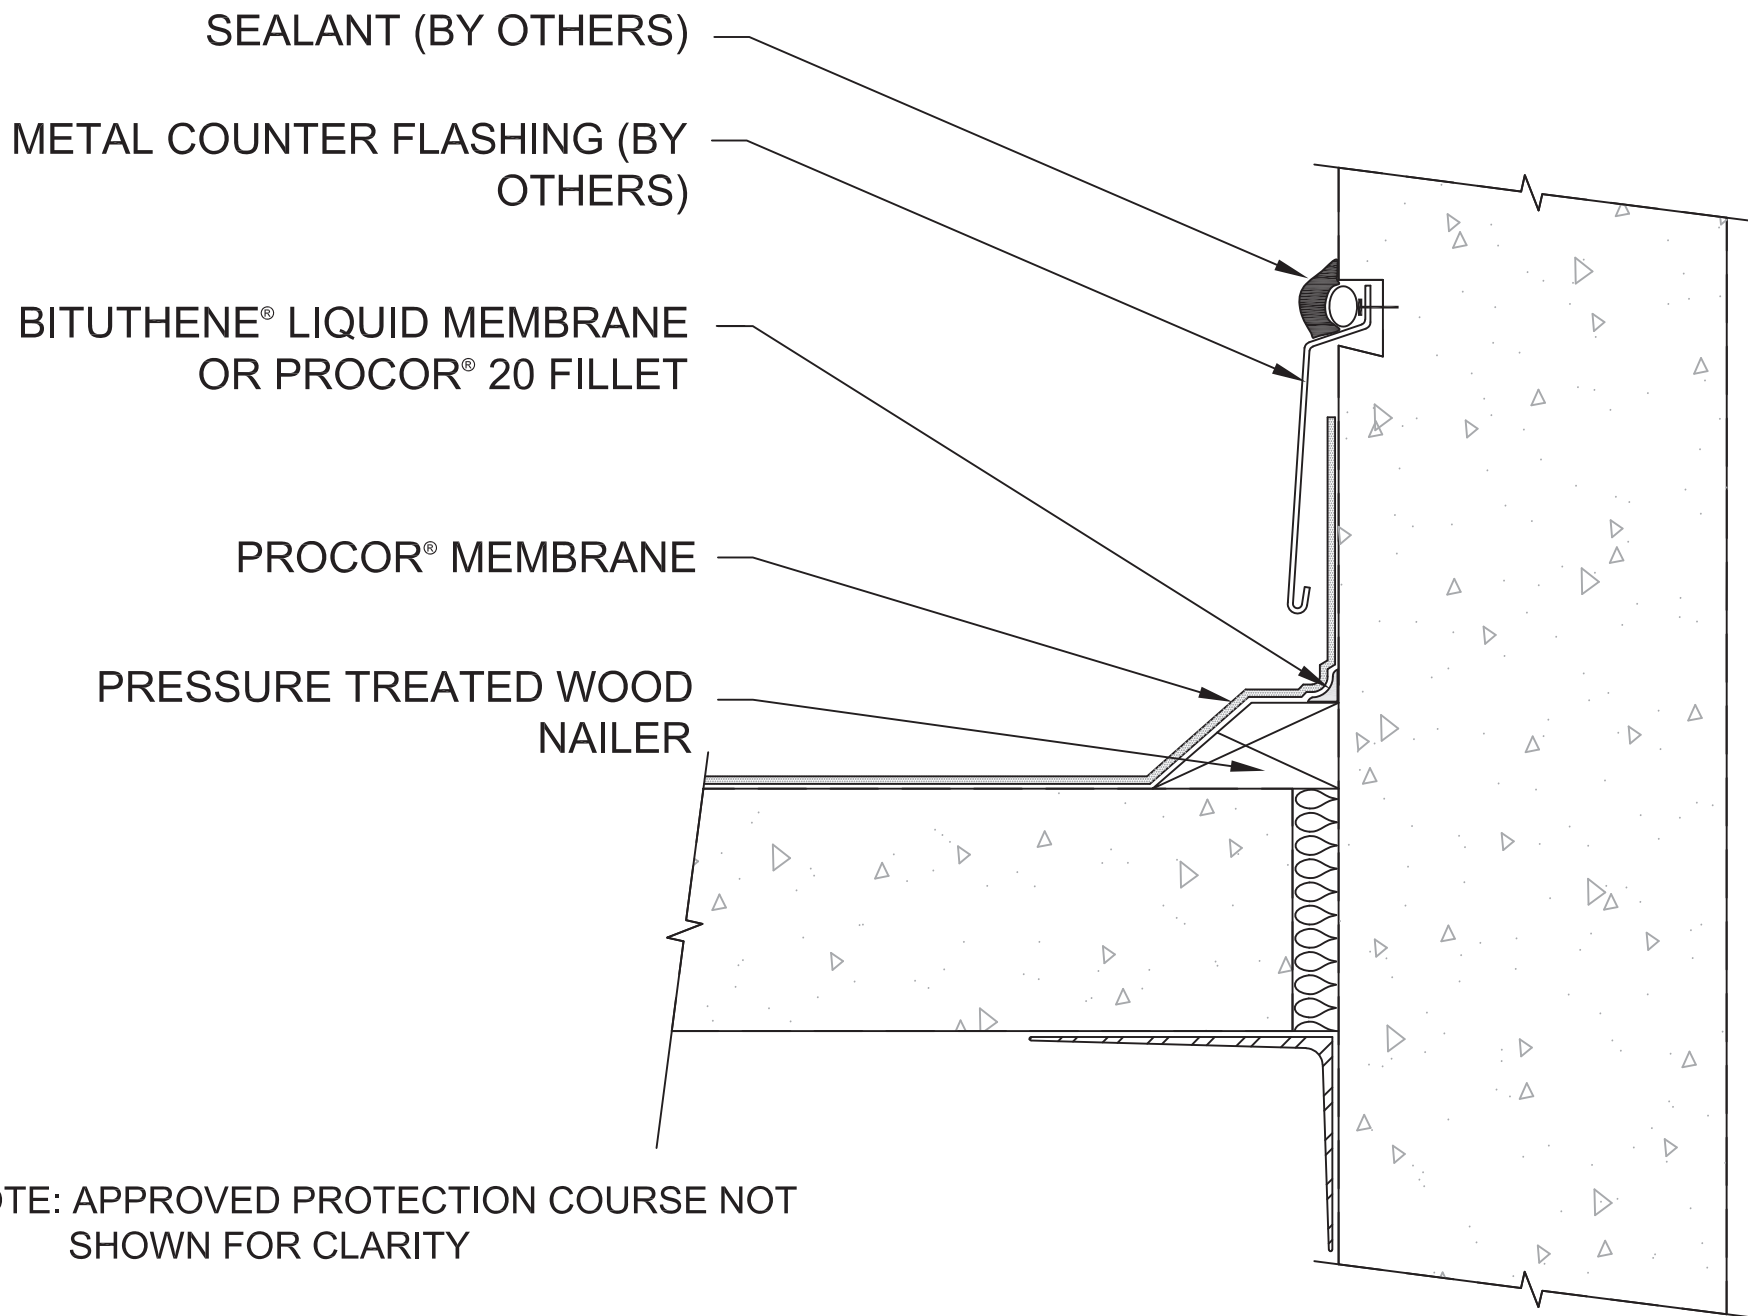 SEALANT (BY OTHERS)
METAL COUNTER FLASHING (BY
OTHERS)
BITUTHENE® LIQUID MEMBRANE
OR PROCOR® 20 FILLET
PROCOR® MEMBRANE
PRESSURE TREATED WOOD
NAILER
OTE: APPROVED PROTECTION COURSE NOT
SHOWN FOR CLARITY